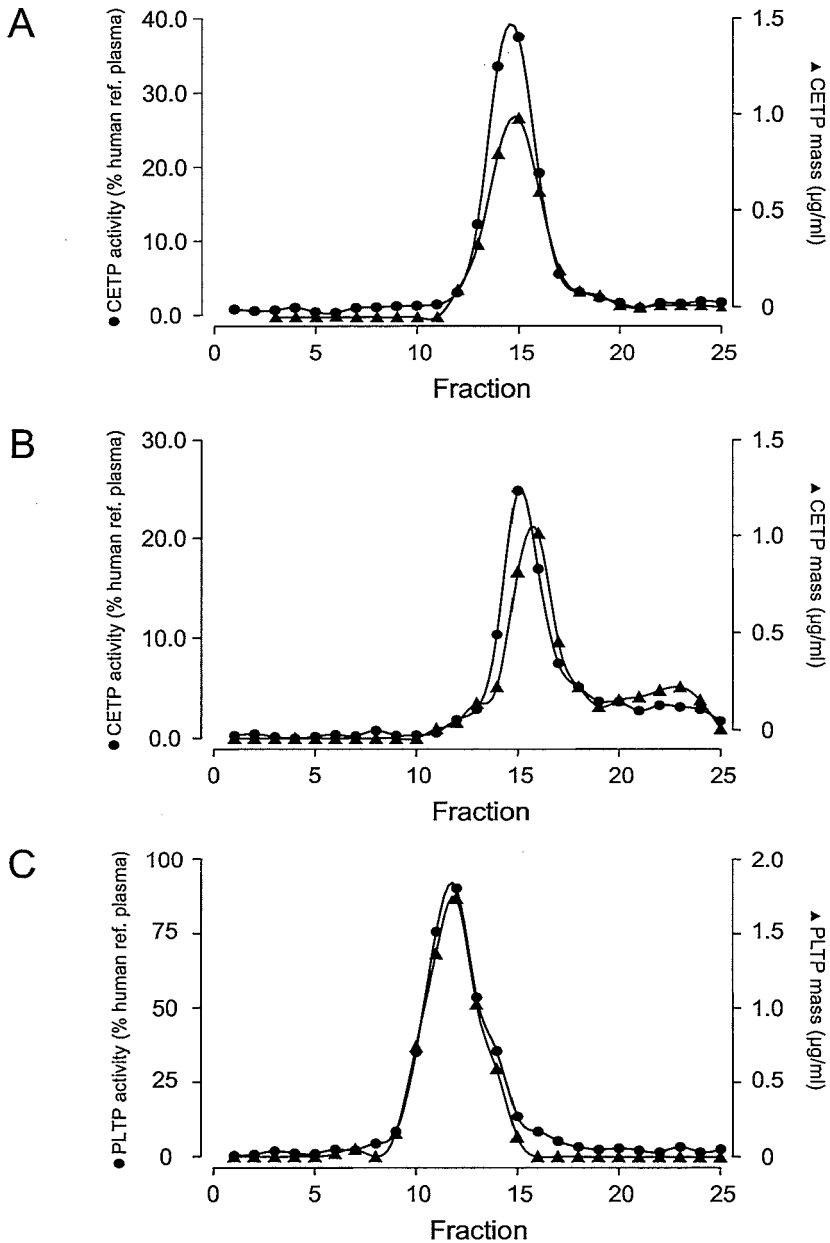 A
● CETP activity (% human ref. plasma)
40.0
30.0
20.0
10.0
0.0
1.5
1.0
0.5
0
▲ CETP mass (µg/ml)
0 5 10 15 20 25
Fraction
B
● CETP activity (% human ref. plasma)
30.0
20.0
10.0
0.0
1.5
1.0
0.5
0
▲ CETP mass (µg/ml)
0 5 10 15 20 25
Fraction
C
● PLTP activity (% human ref. plasma)
100
75
50
25
0
2.0
1.5
1.0
0.5
0
▲ PLTP mass (µg/ml)
0 5 10 15 20 25
Fraction